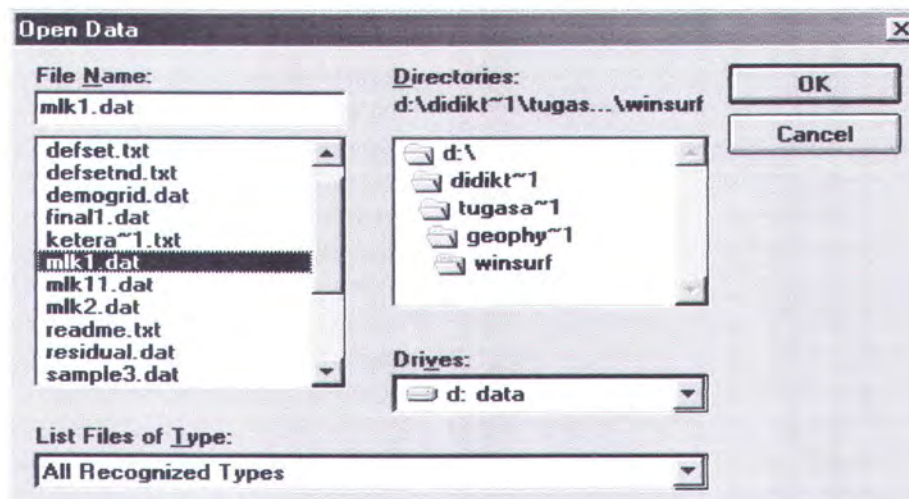 Open Data
File Name:
mlk1.dat
defset.txt
defsetnd.txt
demogrid.dat
final1.dat
ketera~1.txt
mlk1.dat
mlk11.dat
mlk2.dat
readme.txt
residual.dat
sample3.dat
List Files of Type:
All Recognized Types
Directories:
d:\didikt~1\tugas...\winsurf
d:\
didikt~1
tugasa~1
geophy~1
winsurf
Drives:
d: data
OK
Cancel